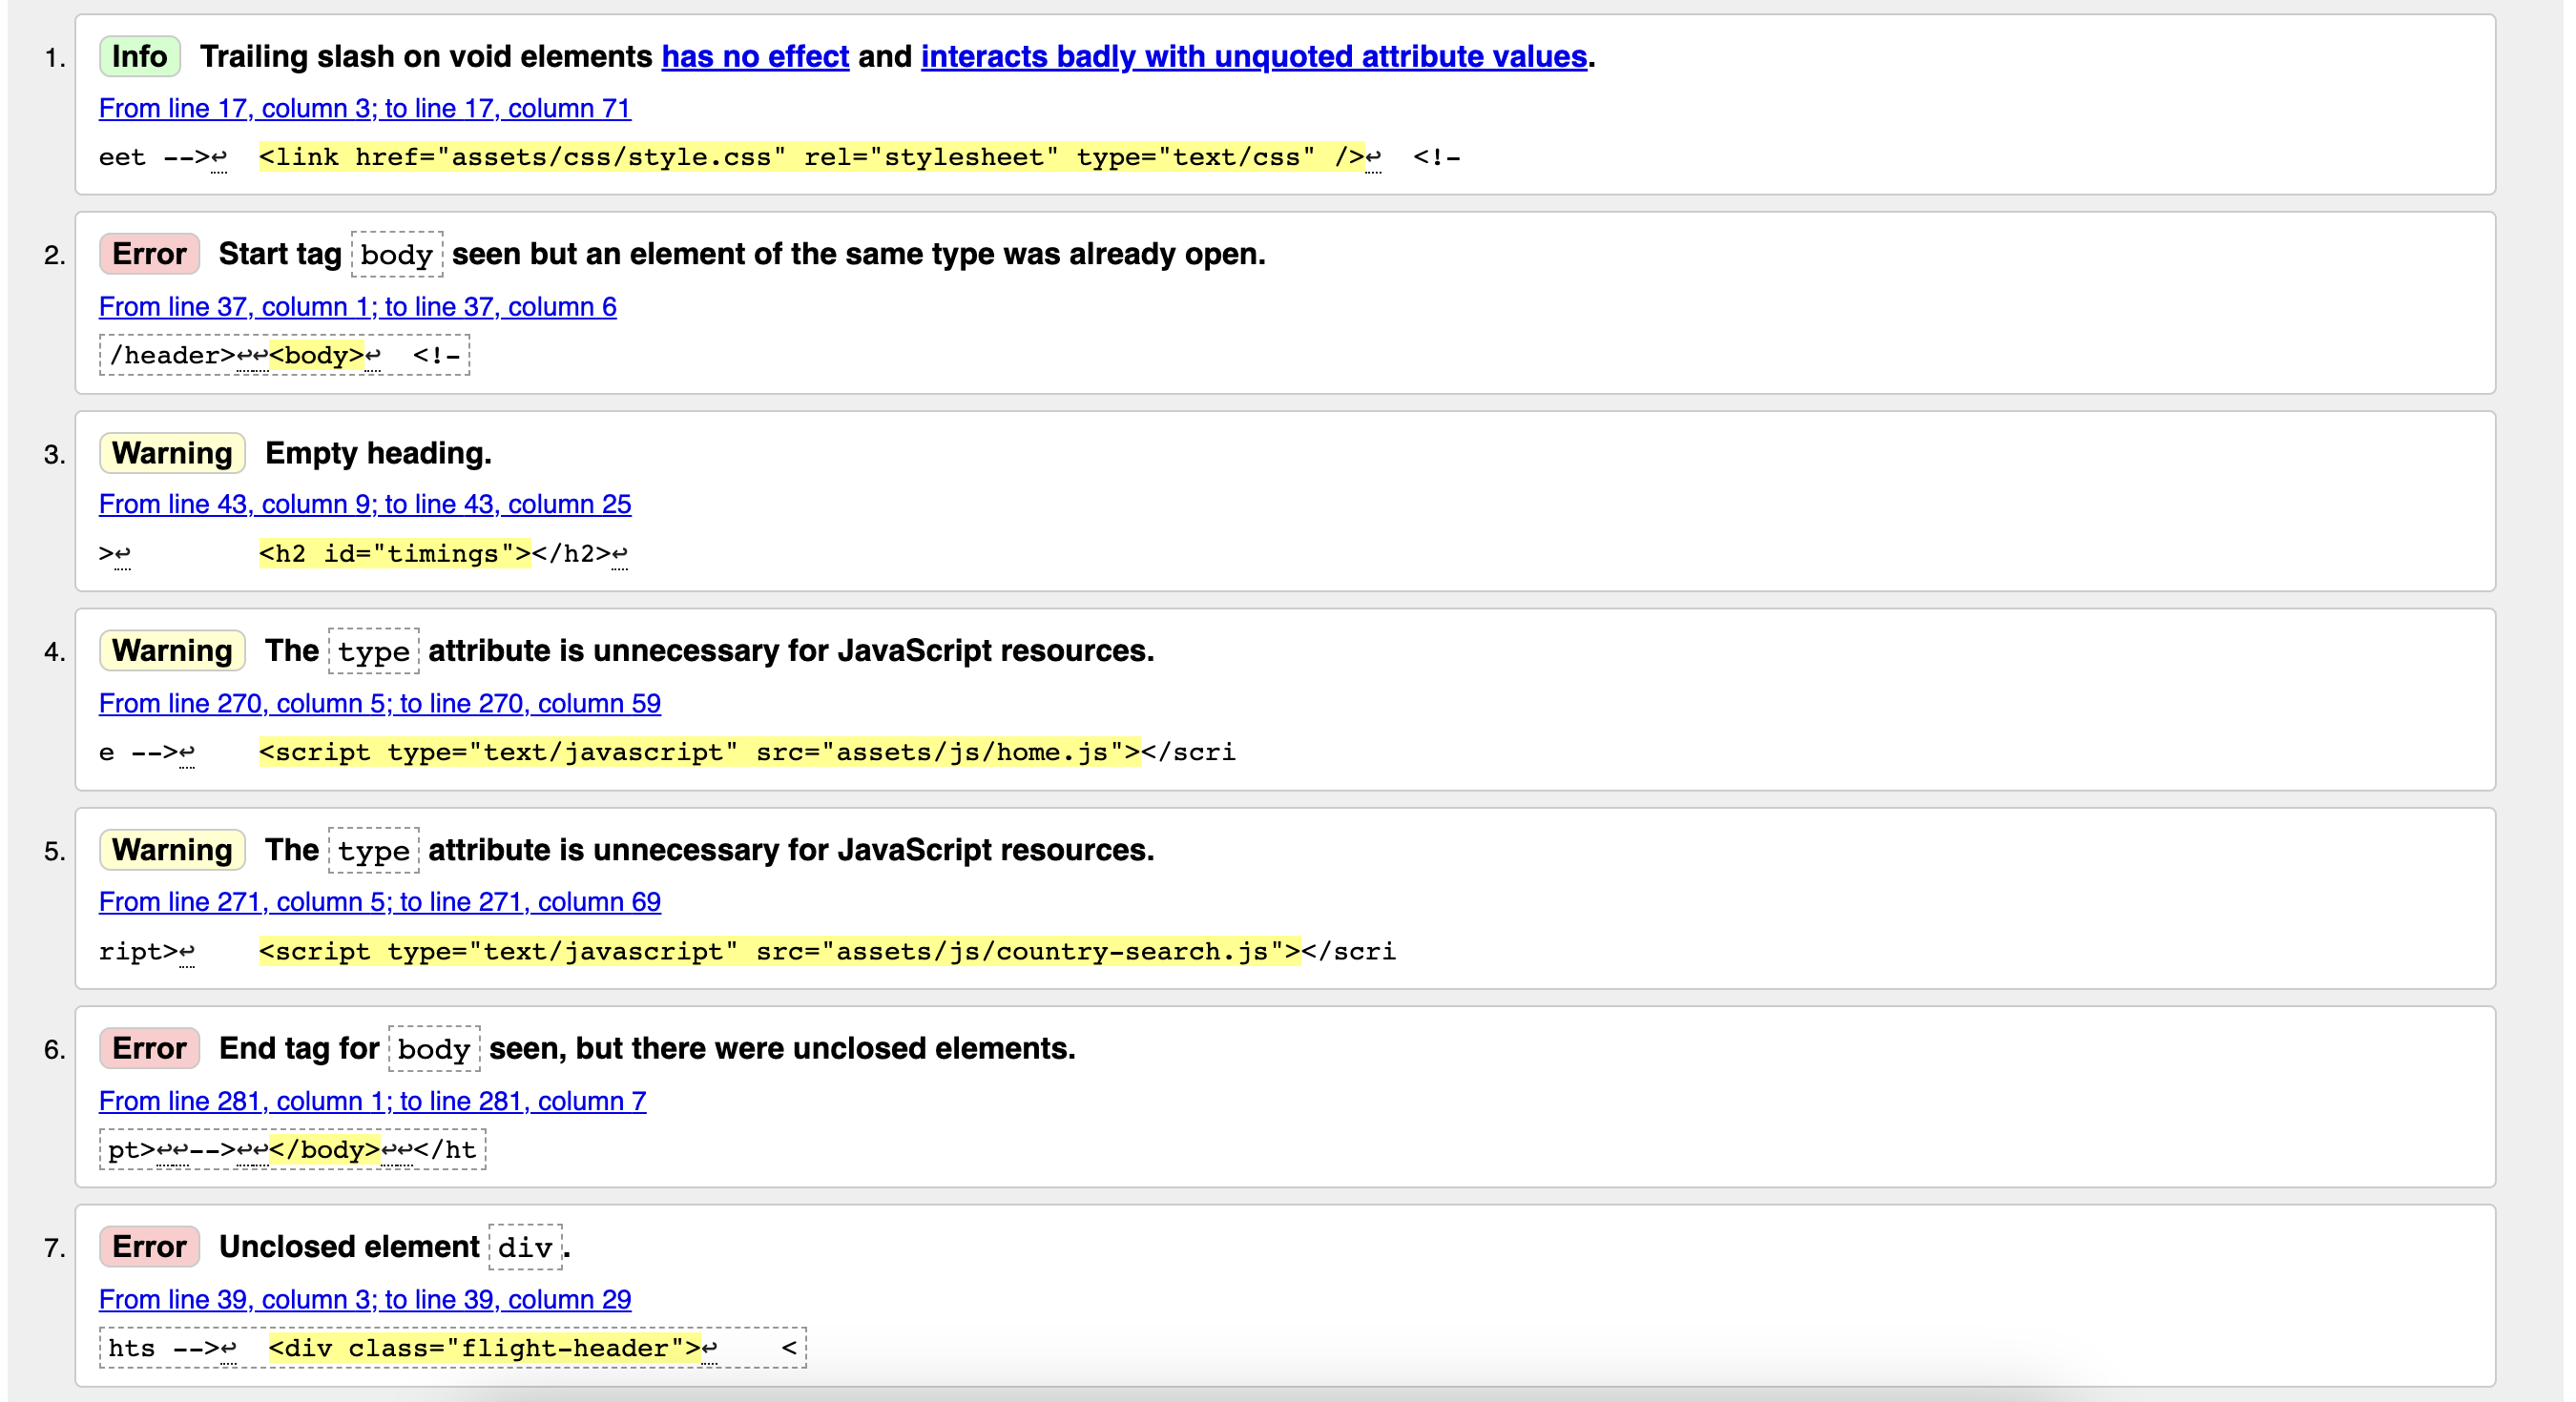 1. Info Trailing slash on void elements has no effect and interacts badly with unquoted attribute values.
From line 17, column 3; to line 17, column 71
eet -->↩  <link href="assets/css/style.css" rel="stylesheet" type="text/css" />↩  <!-
2. Error Start tag body seen but an element of the same type was already open.
From line 37, column 1; to line 37, column 6
/header>↩↩<body>↩  <!-
3. Warning Empty heading.
From line 43, column 9; to line 43, column 25
>↩        <h2 id="timings"></h2>↩
4. Warning The type attribute is unnecessary for JavaScript resources.
From line 270, column 5; to line 270, column 59
e -->↩    <script type="text/javascript" src="assets/js/home.js"></scri
5. Warning The type attribute is unnecessary for JavaScript resources.
From line 271, column 5; to line 271, column 69
ript>↩    <script type="text/javascript" src="assets/js/country-search.js"></scri
6. Error End tag for body seen, but there were unclosed elements.
From line 281, column 1; to line 281, column 7
pt>↩↩-->↩↩</body>↩↩</ht
7. Error Unclosed element div.
From line 39, column 3; to line 39, column 29
hts -->↩  <div class="flight-header">↩    <